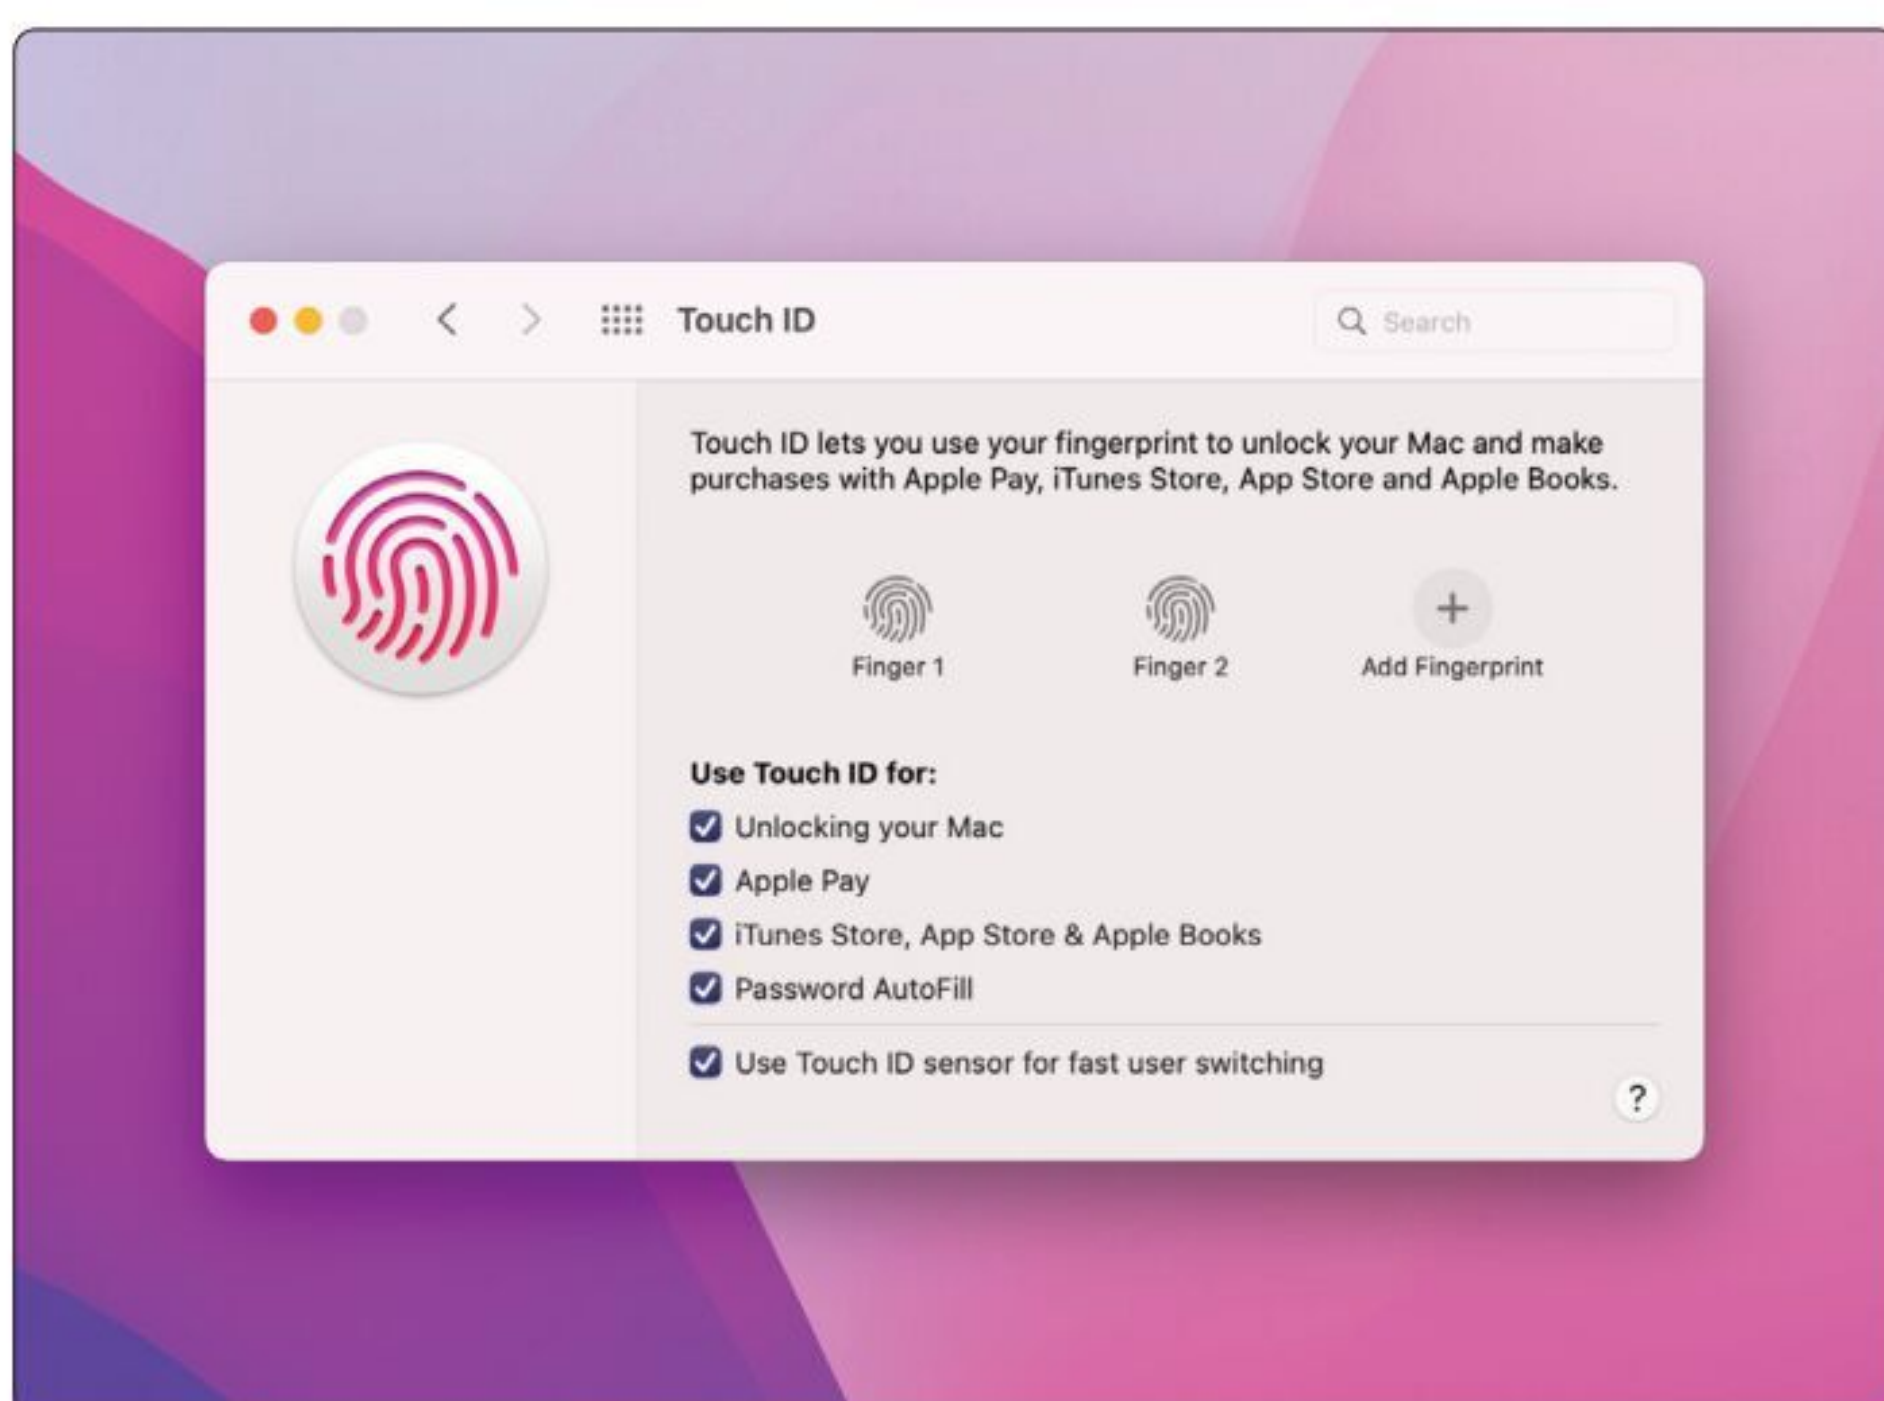 Touch ID
Search
Touch ID lets you use your fingerprint to unlock your Mac and make
purchases with Apple Pay, iTunes Store, App Store and Apple Books.
Finger 1
Finger 2
Add Fingerprint
Use Touch ID for:
Unlocking your Mac
Apple Pay
iTunes Store, App Store & Apple Books
Password AutoFill
Use Touch ID sensor for fast user switching
?